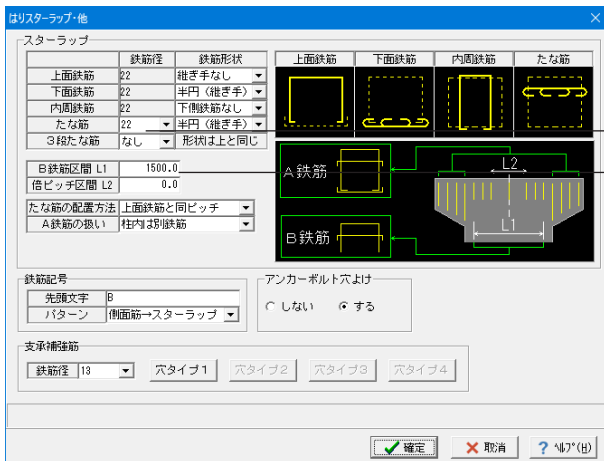 はりスターラップ・他
スターラップ
鉄筋径 鉄筋形状
上面鉄筋 22 継ぎ手なし
下面鉄筋 22 半円（継ぎ手）
内周鉄筋 22 下側鉄筋なし
たな筋 22 半円（継ぎ手）
３段たな筋 なし 形状は上と同じ
上面鉄筋 下面鉄筋 内周鉄筋 たな筋
Ｂ鉄筋区間 L1 1500.0
倍ピッチ区間 L2 0.0
たな筋の配置方法 上面鉄筋と同ピッチ
Ａ鉄筋の扱い 柱内は別鉄筋
Ａ鉄筋
Ｂ鉄筋
L2
L1
鉄筋記号
先頭文字 B
パターン 側面筋→スターラップ
アンカーボルト穴よけ
しない する
支承補強筋
鉄筋径 13 穴タイプ１ 穴タイプ２ 穴タイプ３ 穴タイプ４
確定 取消 ? ﾍﾙﾌﾟ(H)